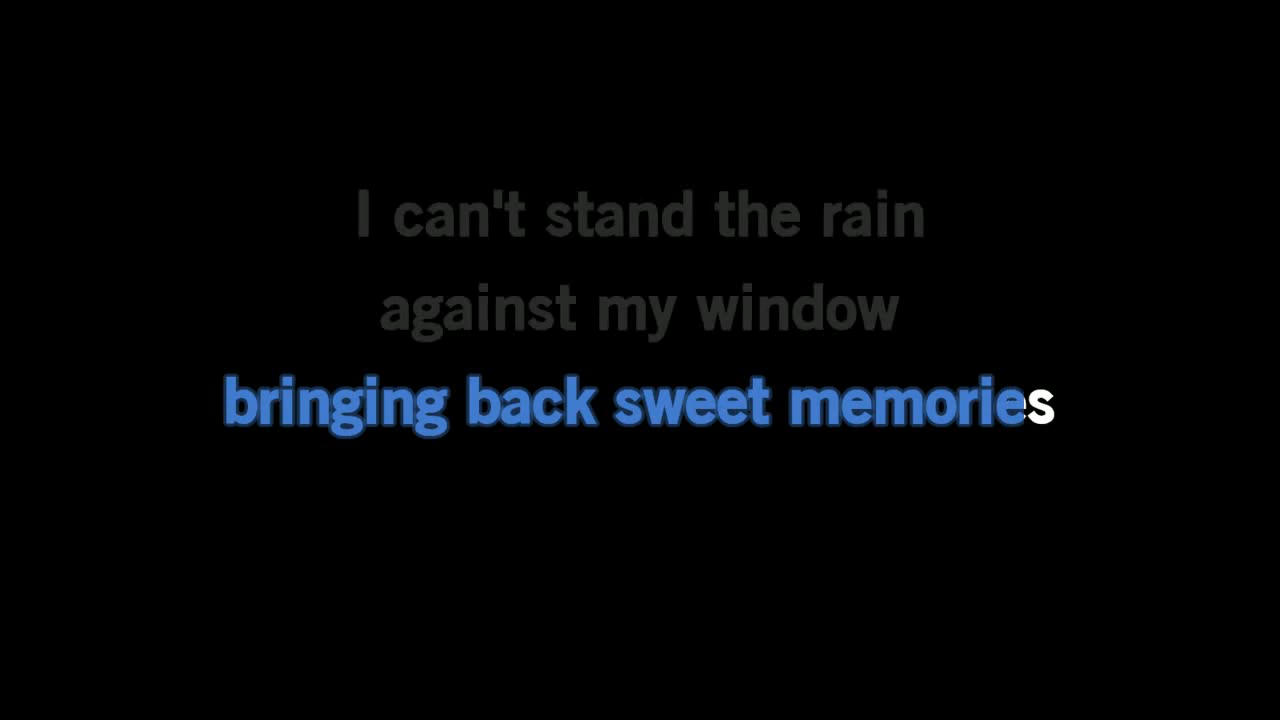 I can't stand the rain
against my window
bringing back sweet memories